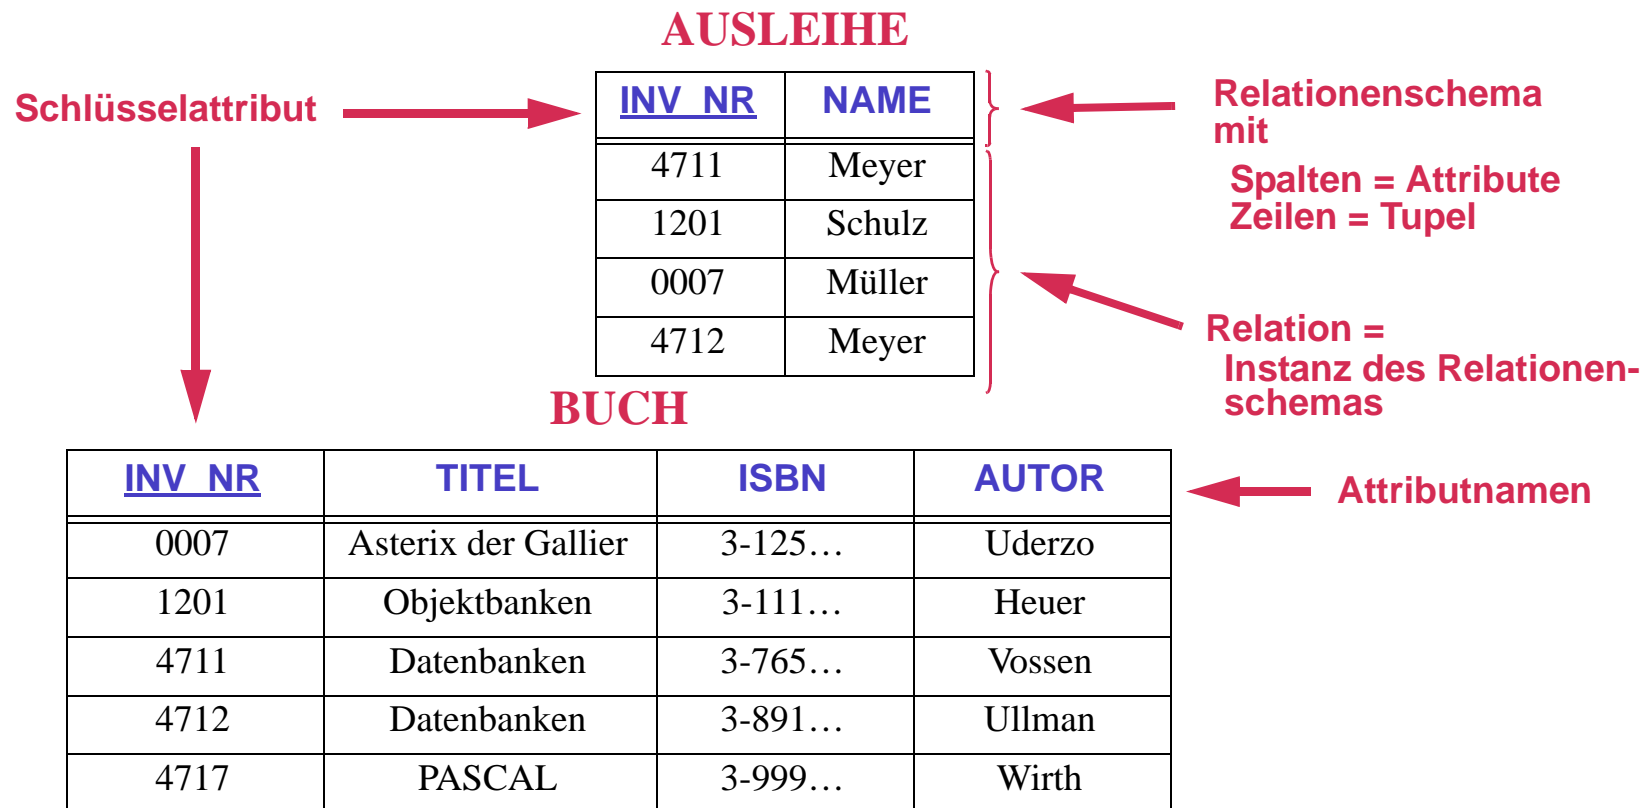 AUSLEIHE
Schlüsselattribut
INV_NR NAME
4711 Meyer
1201 Schulz
0007 Müller
4712 Meyer
Relationenschema
mit
Spalten = Attribute
Zeilen = Tupel
Relation =
Instanz des Relationen-
schemas
BUCH
INV_NR TITEL ISBN AUTOR
0007 Asterix der Gallier 3-125… Uderzo
1201 Objektbanken 3-111… Heuer
4711 Datenbanken 3-765… Vossen
4712 Datenbanken 3-891… Ullman
4717 PASCAL 3-999… Wirth
Attributnamen